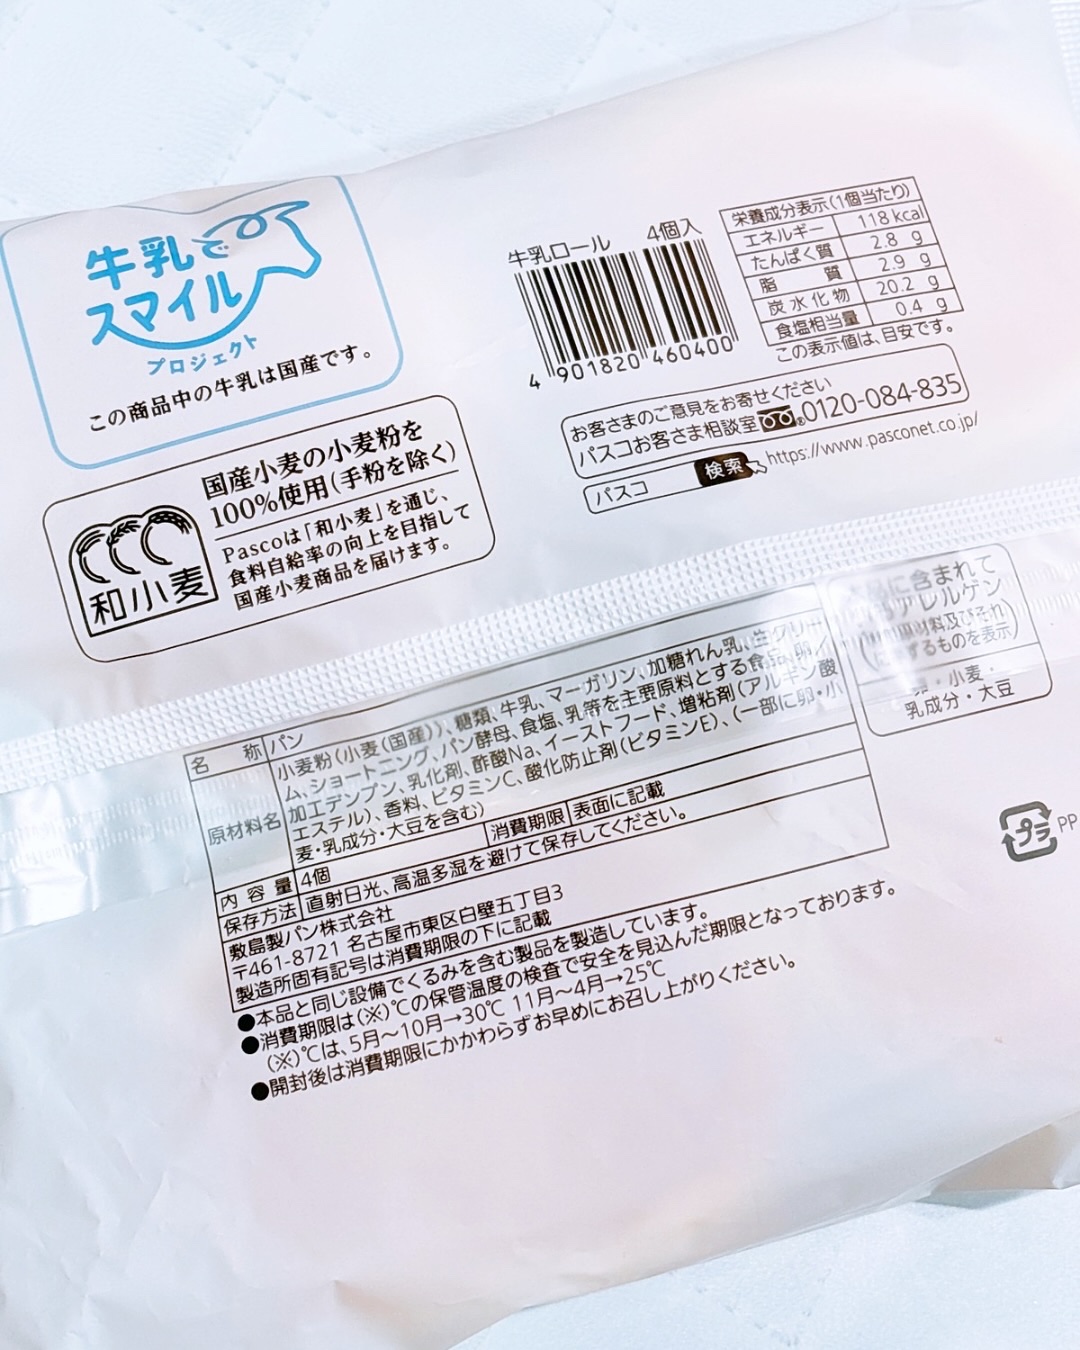 牛乳で
スマイル
プロジェクト
この商品中の牛乳は国産です。
和小麦
国産小麦の小麦粉を
100%使用(手粉を除く)
Pascoは「和小麦」を通じ、
食料自給率の向上を目指して
国産小麦商品を届けます。
牛乳ロール 4個入
4 901820 460400
栄養成分表示(1個当たり)
エネルギー 118 kcal
たんぱく質 2.8 g
脂質 2.9 g
炭水化物 20.2 g
食塩相当量 0.4 g
この表示値は、目安です。
お客さまのご意見をお寄せください
パスコお客さま相談室 0120-084-835
パスコ 検索 https://www.pasconet.co.jp/
名称 パン
原材料名 小麦粉(小麦(国産))、糖類、牛乳、マーガリン、加糖れん乳、生クリー
ム、ショートニング、パン酵母、食塩、乳等を主要原料とする食品、卵/
加工デンプン、乳化剤、酢酸Na、イーストフード、増粘剤(アルギン酸
エステル)、香料、ビタミンC、酸化防止剤(ビタミンE)、(一部に卵・小
麦・乳成分・大豆を含む)
内容量 4個 消費期限 表面に記載
保存方法 直射日光、高温多湿を避けて保存してください。
敷島製パン株式会社
〒461-8721 名古屋市東区白壁五丁目3
製造所固有記号は消費期限の下に記載
に含まれて
アレルゲン
材料及びそれ
するものを表示)
・小麦・
乳成分・大豆
プラ PP
●本品と同じ設備でくるみを含む製品を製造しています。
●消費期限は(※)℃の保管温度の検査で安全を見込んだ期限となっております。
(※)℃は、5月~10月→30℃ 11月~4月→25℃
●開封後は消費期限にかかわらずお早めにお召し上がりください。